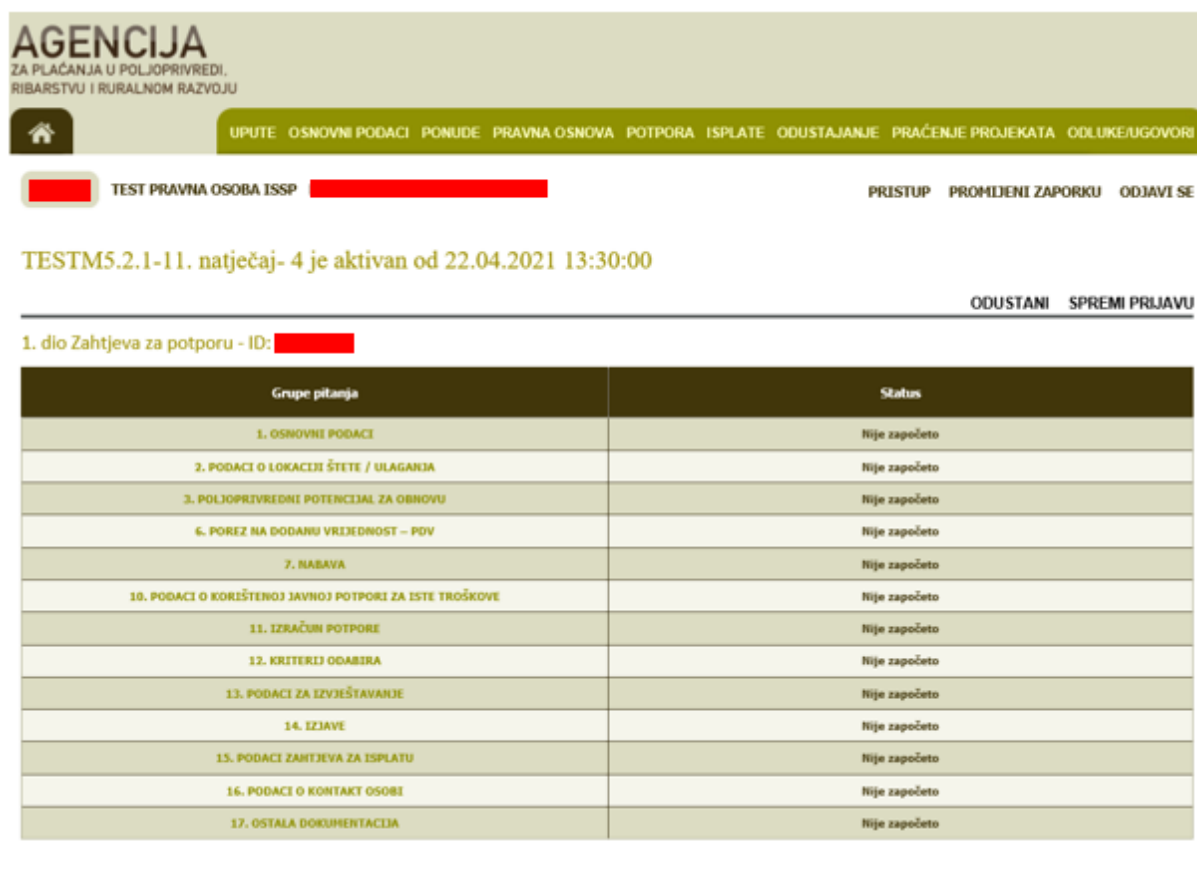 AGENCIJA
ZA PLAĆANJA U POLJOPRIVREDI,
RIBARSTVU I RURALNOM RAZVOJU
UPUTE OSNOVNI PODACI PONUDE PRAVNA OSNOVA POTPORA ISPLATE ODUSTAJANJE PRAĆENJE PROJEKATA ODLUKE/UGOVORI
TEST PRAVNA OSOBA ISSP
PRISTUP PROMIJENI ZAPORKU ODJAVI SE
TESTM5.2.1-11. natječaj- 4 je aktivan od 22.04.2021 13:30:00
ODUSTANI SPREMI PRIJAVU
1. dio Zahtjeva za potporu - ID:
Grupe pitanja Status
1. OSNOVNI PODACI Nije započeto
2. PODACI O LOKACIJI ŠTETE / ULAGANJA Nije započeto
3. POLJOPRIVREDNI POTENCIJAL ZA OBNOVU Nije započeto
6. POREZ NA DODANU VRIJEDNOST – PDV Nije započeto
7. NABAVA Nije započeto
10. PODACI O KORIŠTENOJ JAVNOJ POTPORI ZA ISTE TROŠKOVE Nije započeto
11. IZRAČUN POTPORE Nije započeto
12. KRITERIJ ODABIRA Nije započeto
13. PODACI ZA IZVJEŠTAVANJE Nije započeto
14. IZJAVE Nije započeto
15. PODACI ZAHTJEVA ZA ISPLATU Nije započeto
16. PODACI O KONTAKT OSOBI Nije započeto
17. OSTALA DOKUMENTACIJA Nije započeto